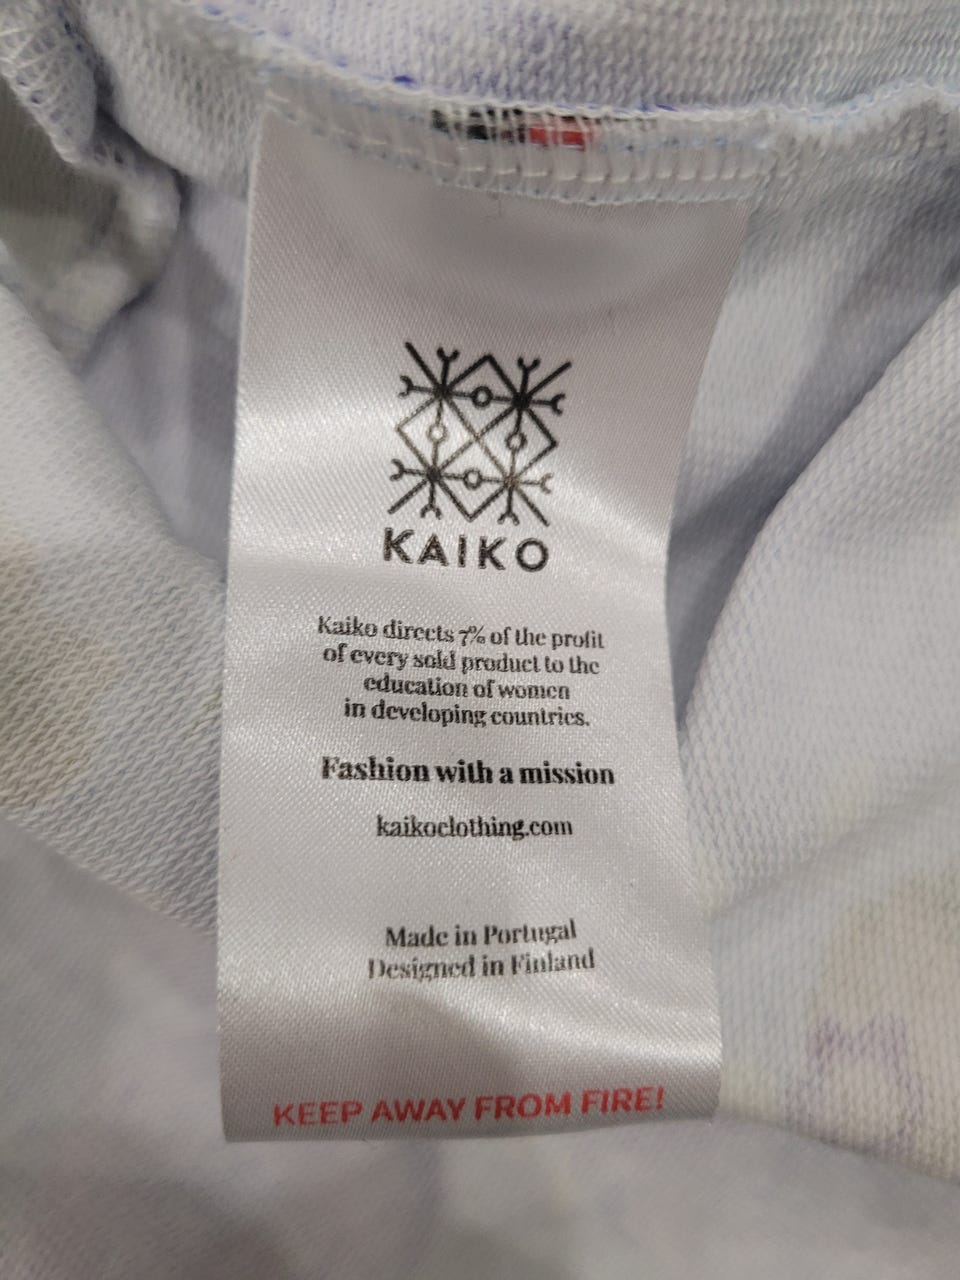 KAIKO
Kaiko directs 7% of the profit
of every sold product to the
education of women
in developing countries.
Fashion with a mission
kaikoclothing.com
Made in Portugal
Designed in Finland
KEEP AWAY FROM FIRE!